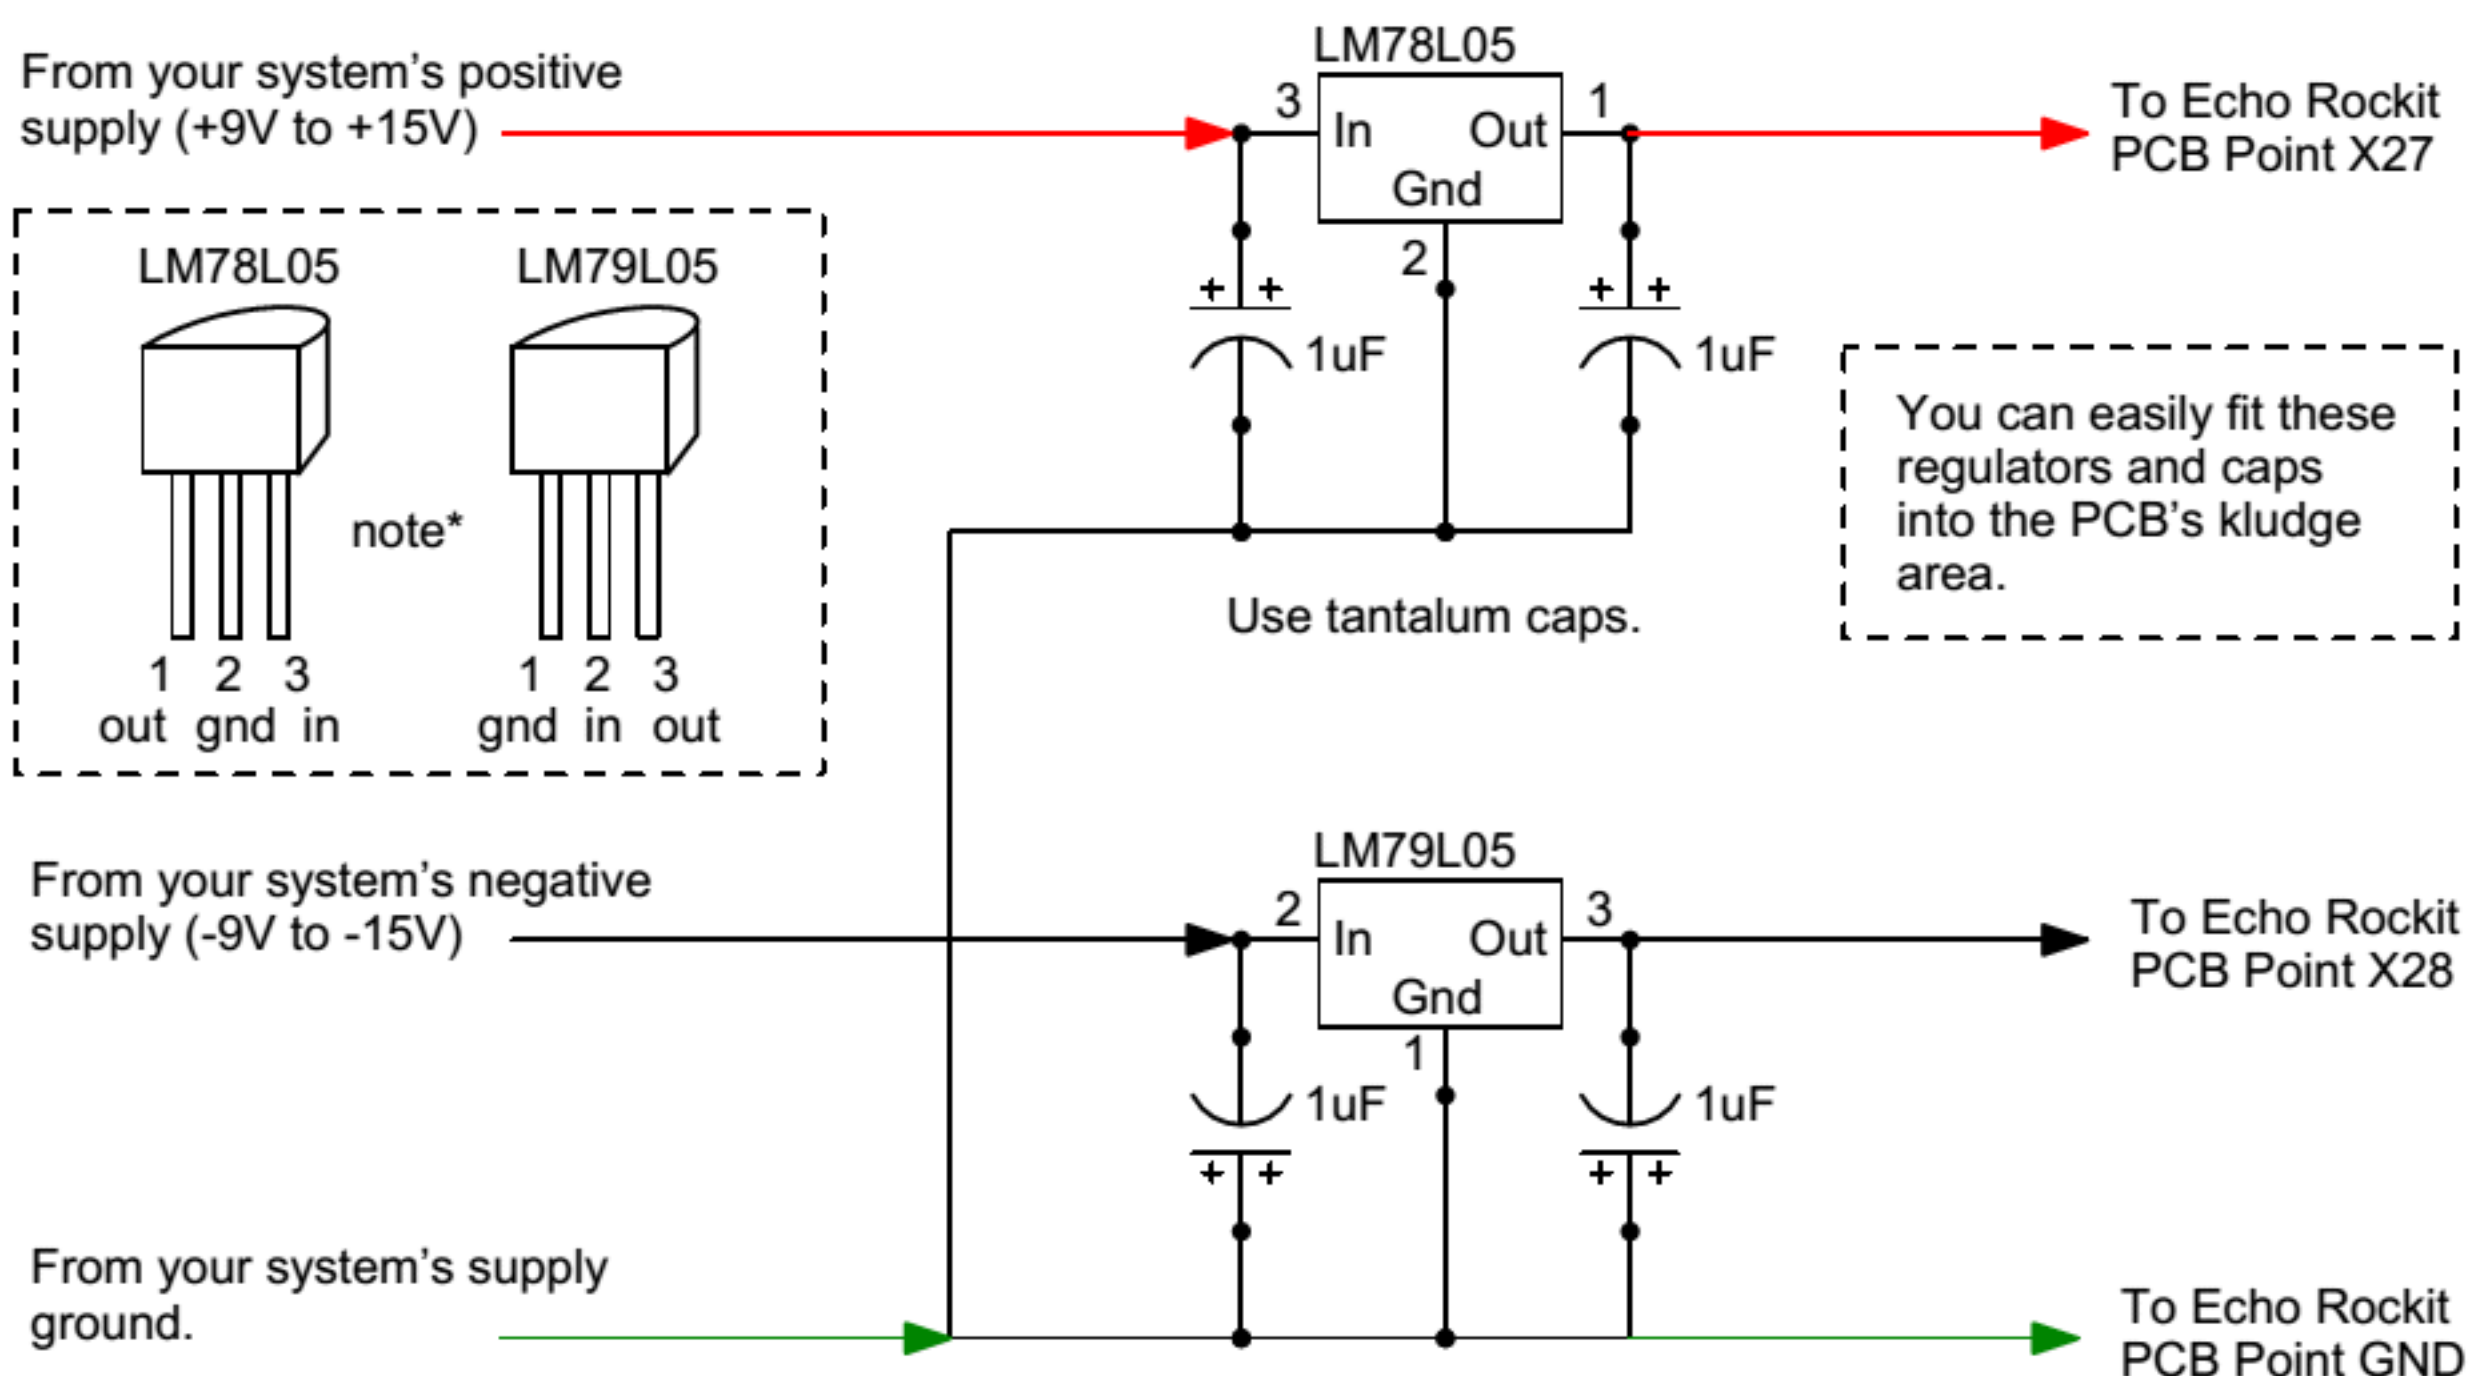 From your system's positive
supply (+9V to +15V)
LM78L05
3
In
Out
1
Gnd
2
To Echo Rockit
PCB Point X27
LM78L05
LM79L05
note*
1 2 3
out gnd in
1 2 3
gnd in out
+ +
1uF
+ +
1uF
Use tantalum caps.
You can easily fit these
regulators and caps
into the PCB's kludge
area.
From your system's negative
supply (-9V to -15V)
LM79L05
2
In
Out
3
Gnd
1
To Echo Rockit
PCB Point X28
1uF
+ +
1uF
+ +
From your system's supply
ground.
To Echo Rockit
PCB Point GND